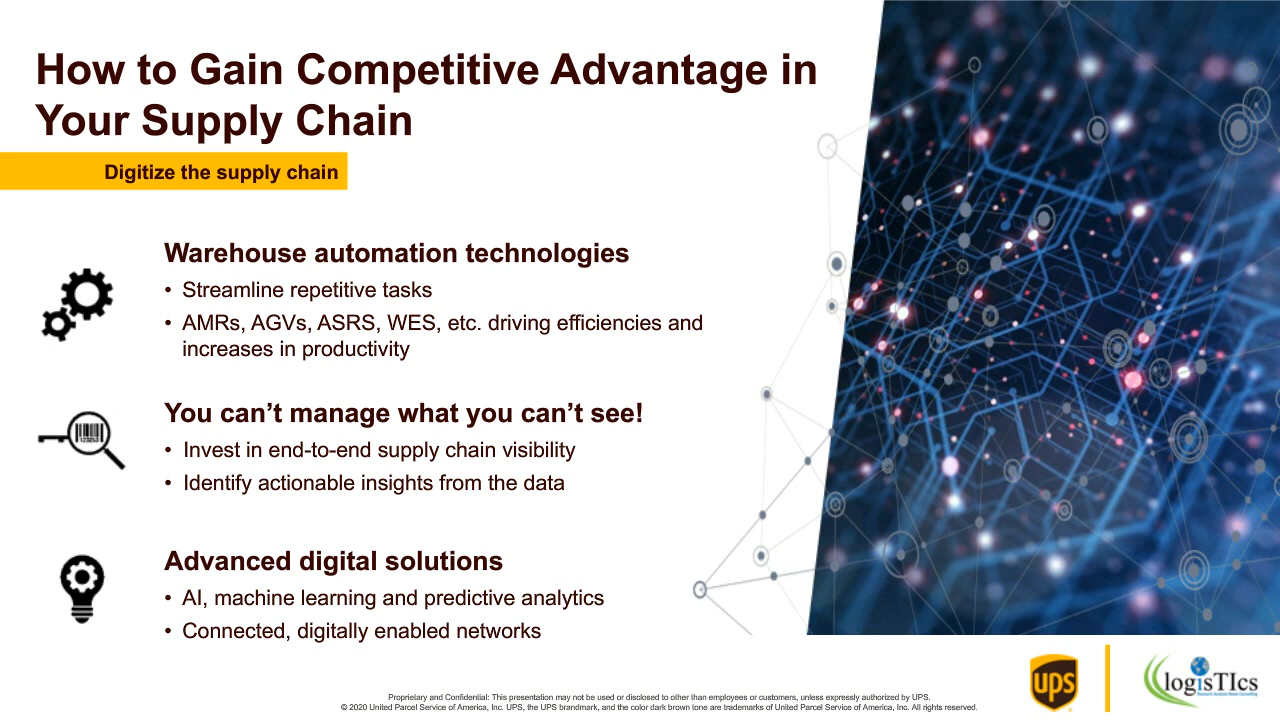 How to Gain Competitive Advantage in
Your Supply Chain
Digitize the supply chain
Warehouse automation technologies
• Streamline repetitive tasks
• AMRs, AGVs, ASRS, WES, etc. driving efficiencies and
increases in productivity
You can’t manage what you can’t see!
• Invest in end-to-end supply chain visibility
• Identify actionable insights from the data
Advanced digital solutions
• AI, machine learning and predictive analytics
• Connected, digitally enabled networks
Proprietary and Confidential: This presentation may not be used or disclosed to other than employees or customers, unless expressly authorized by UPS.
© 2020 United Parcel Service of America, Inc. UPS, the UPS brandmark, and the color dark brown tone are trademarks of United Parcel Service of America, Inc. All rights reserved.
ups
logisTIcs